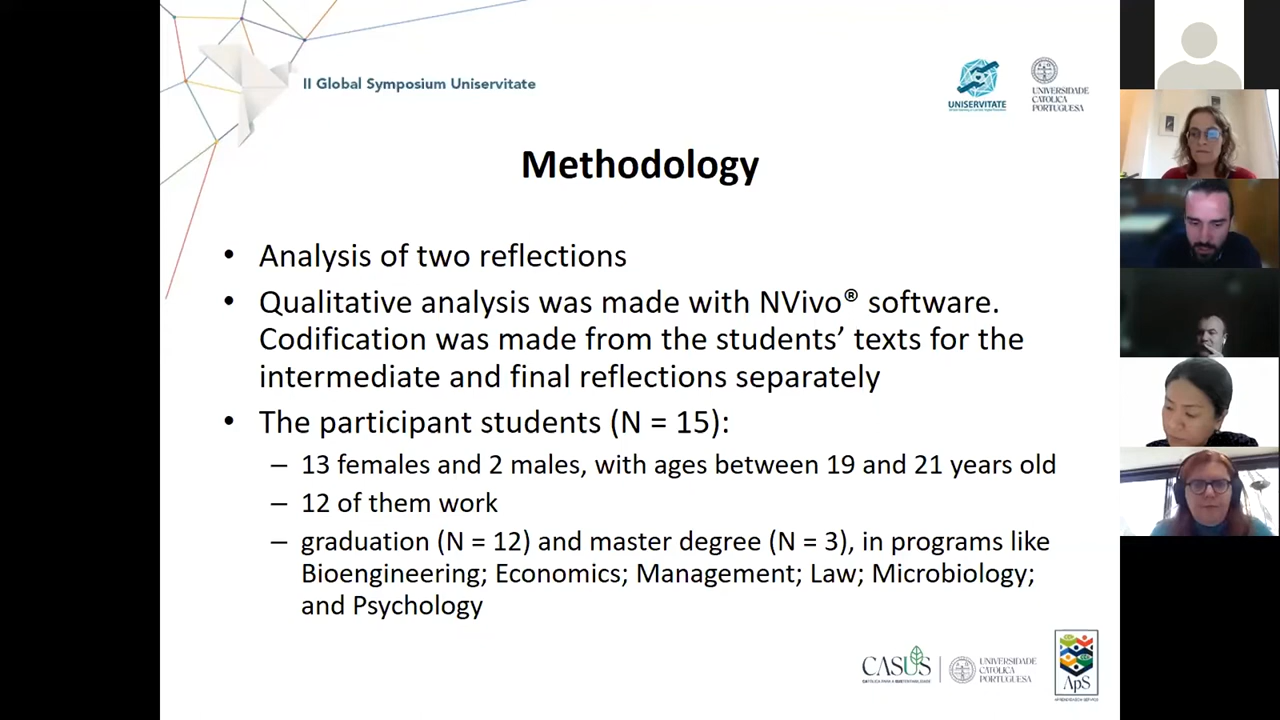 II Global Symposium Uniservitate
UNISERVITATE
UNIVERSIDADE
CATÓLICA
PORTUGUESA
Methodology
• Analysis of two reflections
• Qualitative analysis was made with NVivo® software.
Codification was made from the students’ texts for the
intermediate and final reflections separately
• The participant students (N = 15):
– 13 females and 2 males, with ages between 19 and 21 years old
– 12 of them work
– graduation (N = 12) and master degree (N = 3), in programs like
Bioengineering; Economics; Management; Law; Microbiology;
and Psychology
CASUS
CATÓLICA PARA A SUSTENTABILIDADE
UNIVERSIDADE
CATÓLICA
PORTUGUESA
ApS